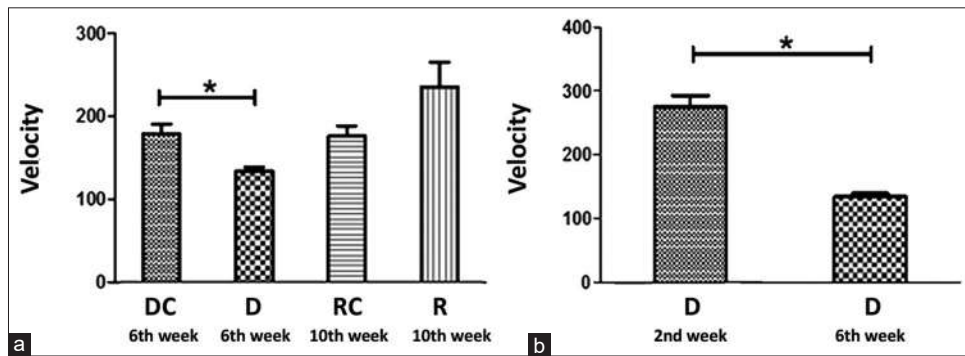 300
200
100
0
Velocity
*
DC
6th week
D
6th week
RC
10th week
R
10th week
a
400
300
200
100
0
Velocity
*
D
2nd week
D
6th week
b